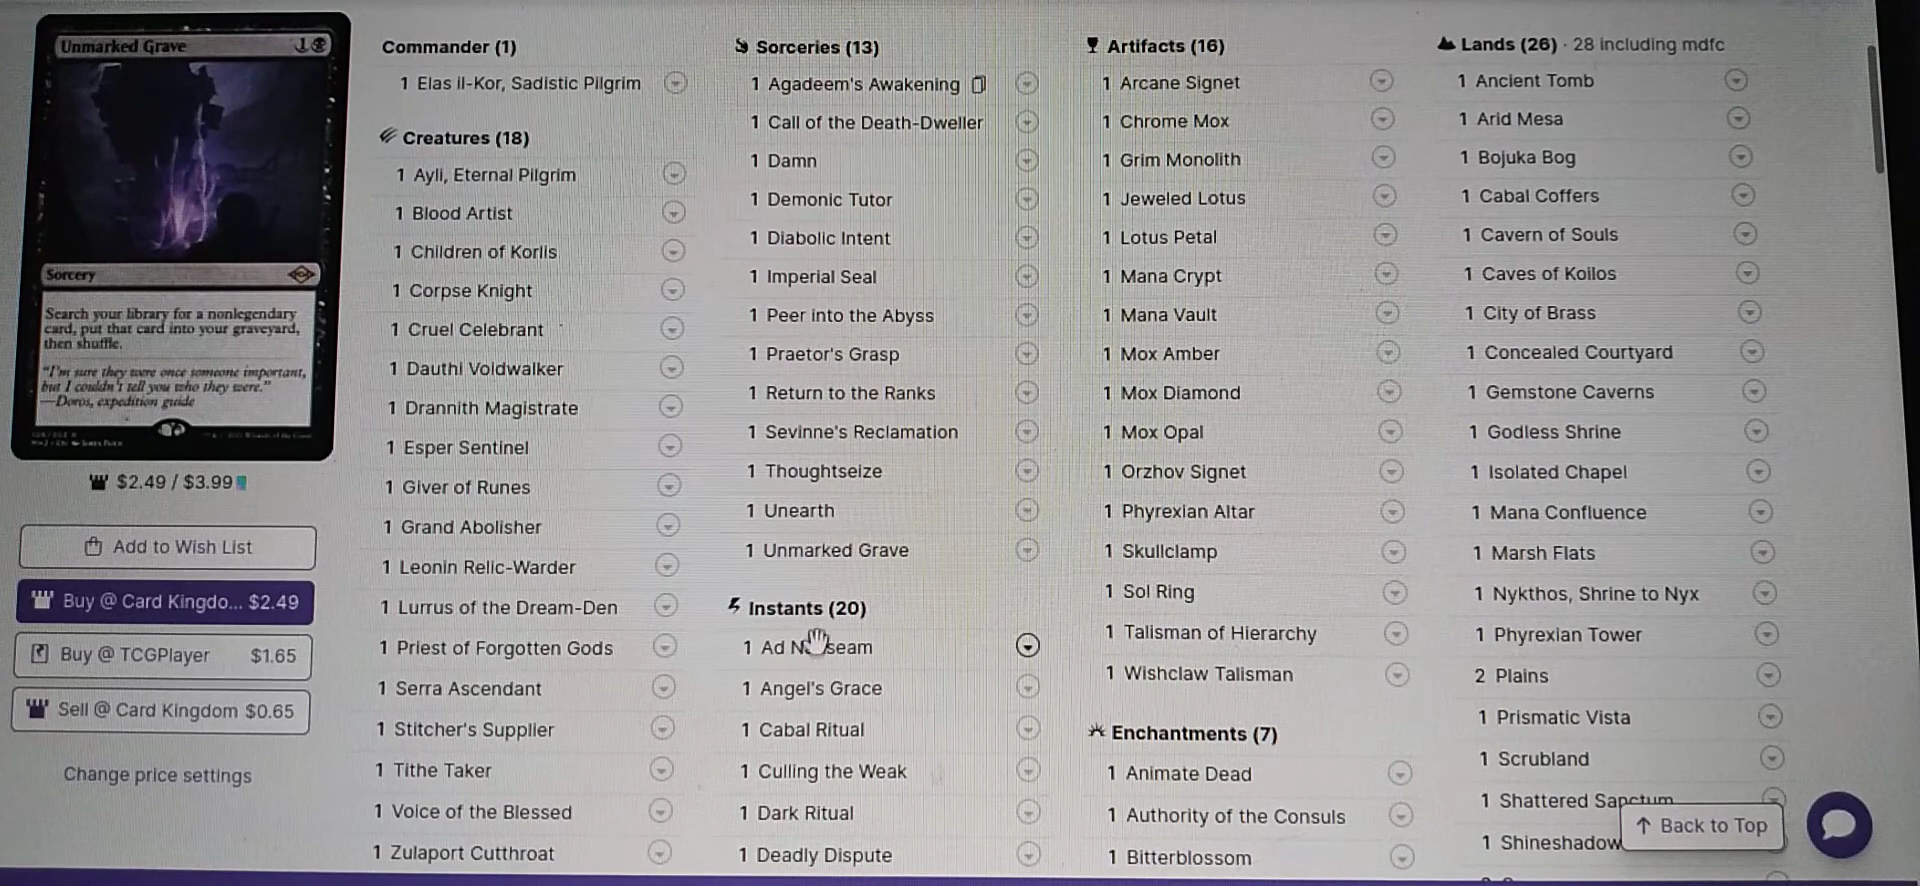 Unmarked Grave
Sorcery
Search your library for a nonlegendary
card, put that card into your graveyard,
then shuffle.
"I'm sure they were once someone important,
but I couldn't tell you who they were."
—Doros, expedition guide
$2.49 / $3.99
Add to Wish List
Buy @ Card Kingdo... $2.49
Buy @ TCGPlayer $1.65
Sell @ Card Kingdom $0.65
Change price settings
Commander (1)
1 Elas il-Kor, Sadistic Pilgrim
Creatures (18)
1 Ayli, Eternal Pilgrim
1 Blood Artist
1 Children of Korlis
1 Corpse Knight
1 Cruel Celebrant
1 Dauthi Voidwalker
1 Drannith Magistrate
1 Esper Sentinel
1 Giver of Runes
1 Grand Abolisher
1 Leonin Relic-Warder
1 Lurrus of the Dream-Den
1 Priest of Forgotten Gods
1 Serra Ascendant
1 Stitcher's Supplier
1 Tithe Taker
1 Voice of the Blessed
1 Zulaport Cutthroat
Sorceries (13)
1 Agadeem's Awakening
1 Call of the Death-Dweller
1 Damn
1 Demonic Tutor
1 Diabolic Intent
1 Imperial Seal
1 Peer into the Abyss
1 Praetor's Grasp
1 Return to the Ranks
1 Sevinne's Reclamation
1 Thoughtseize
1 Unearth
1 Unmarked Grave
Instants (20)
1 Ad N seam
1 Angel's Grace
1 Cabal Ritual
1 Culling the Weak
1 Dark Ritual
1 Deadly Dispute
Artifacts (16)
1 Arcane Signet
1 Chrome Mox
1 Grim Monolith
1 Jeweled Lotus
1 Lotus Petal
1 Mana Crypt
1 Mana Vault
1 Mox Amber
1 Mox Diamond
1 Mox Opal
1 Orzhov Signet
1 Phyrexian Altar
1 Skullclamp
1 Sol Ring
1 Talisman of Hierarchy
1 Wishclaw Talisman
Enchantments (7)
1 Animate Dead
1 Authority of the Consuls
1 Bitterblossom
Lands (26) · 28 including mdfc
1 Ancient Tomb
1 Arid Mesa
1 Bojuka Bog
1 Cabal Coffers
1 Cavern of Souls
1 Caves of Koilos
1 City of Brass
1 Concealed Courtyard
1 Gemstone Caverns
1 Godless Shrine
1 Isolated Chapel
1 Mana Confluence
1 Marsh Flats
1 Nykthos, Shrine to Nyx
1 Phyrexian Tower
2 Plains
1 Prismatic Vista
1 Scrubland
1 Shattered Sanctum
1 Shineshadow
↑ Back to Top